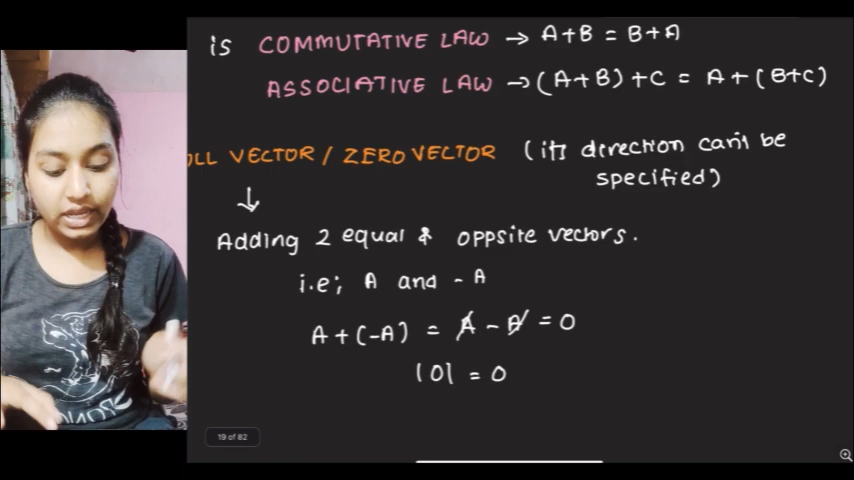 is COMMUTATIVE LAW → A+B = B+A
ASSOCIATIVE LAW → (A+B)+C = A+(B+C)
ULL VECTOR / ZERO VECTOR (its direction can't be
specified)
↓
Adding 2 equal & oppsite vectors.
i.e; A and -A
A+(-A) = A - A = 0
|0| = 0
19 of 82